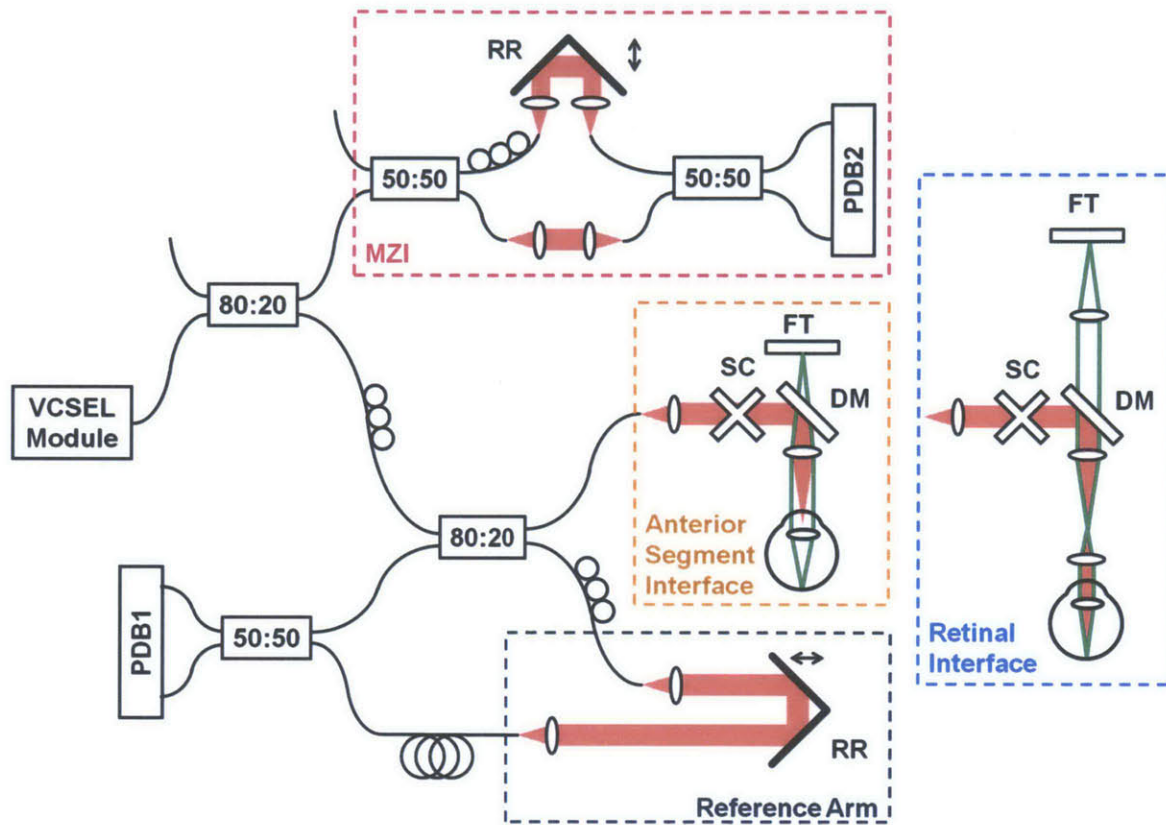 RR
50:50
50:50
PDB2
MZI
FT
80:20
FT
SC
DM
SC
DM
VCSEL
Module
Anterior
Segment
Interface
80:20
PDB1
50:50
Retinal
Interface
RR
Reference Arm